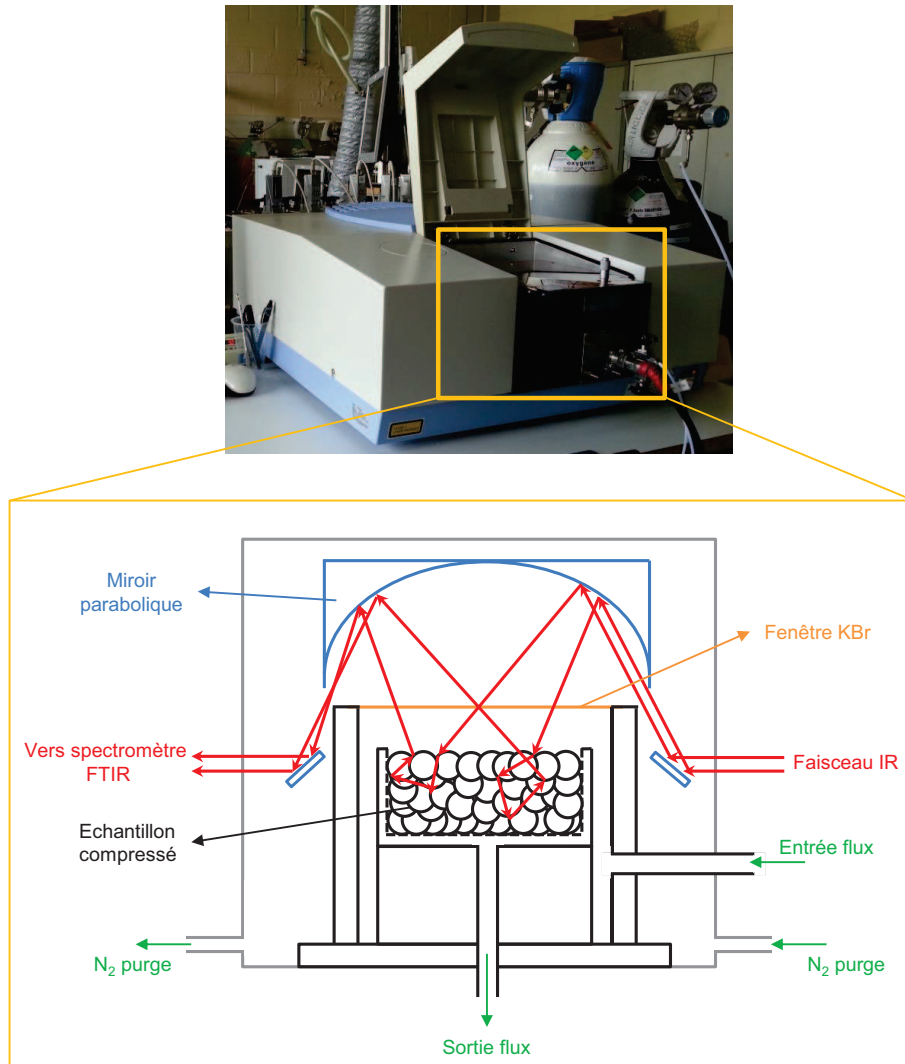 oxygene
Miroir
parabolique
Fenêtre KBr
Vers spectromètre
FTIR
Faisceau IR
Echantillon
compressé
Entrée flux
N₂ purge
N₂ purge
Sortie flux